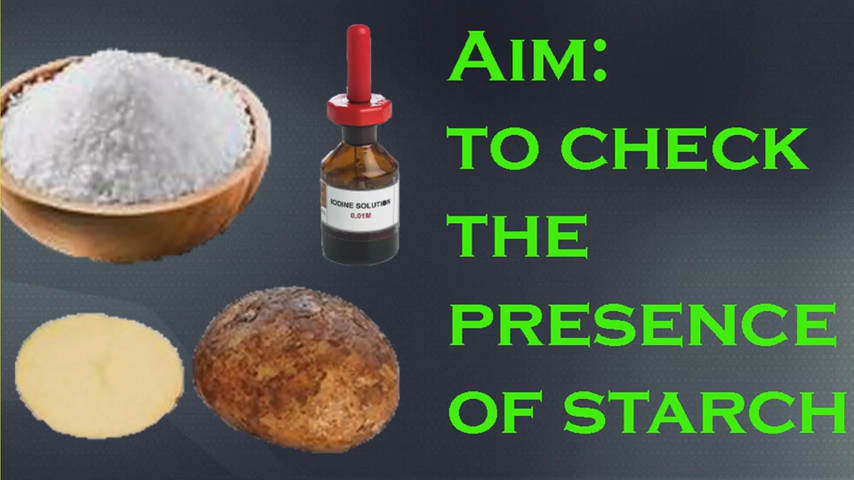 IODINE SOLUTION
0.01M
AIM:
TO CHECK
THE
PRESENCE
OF STARCH